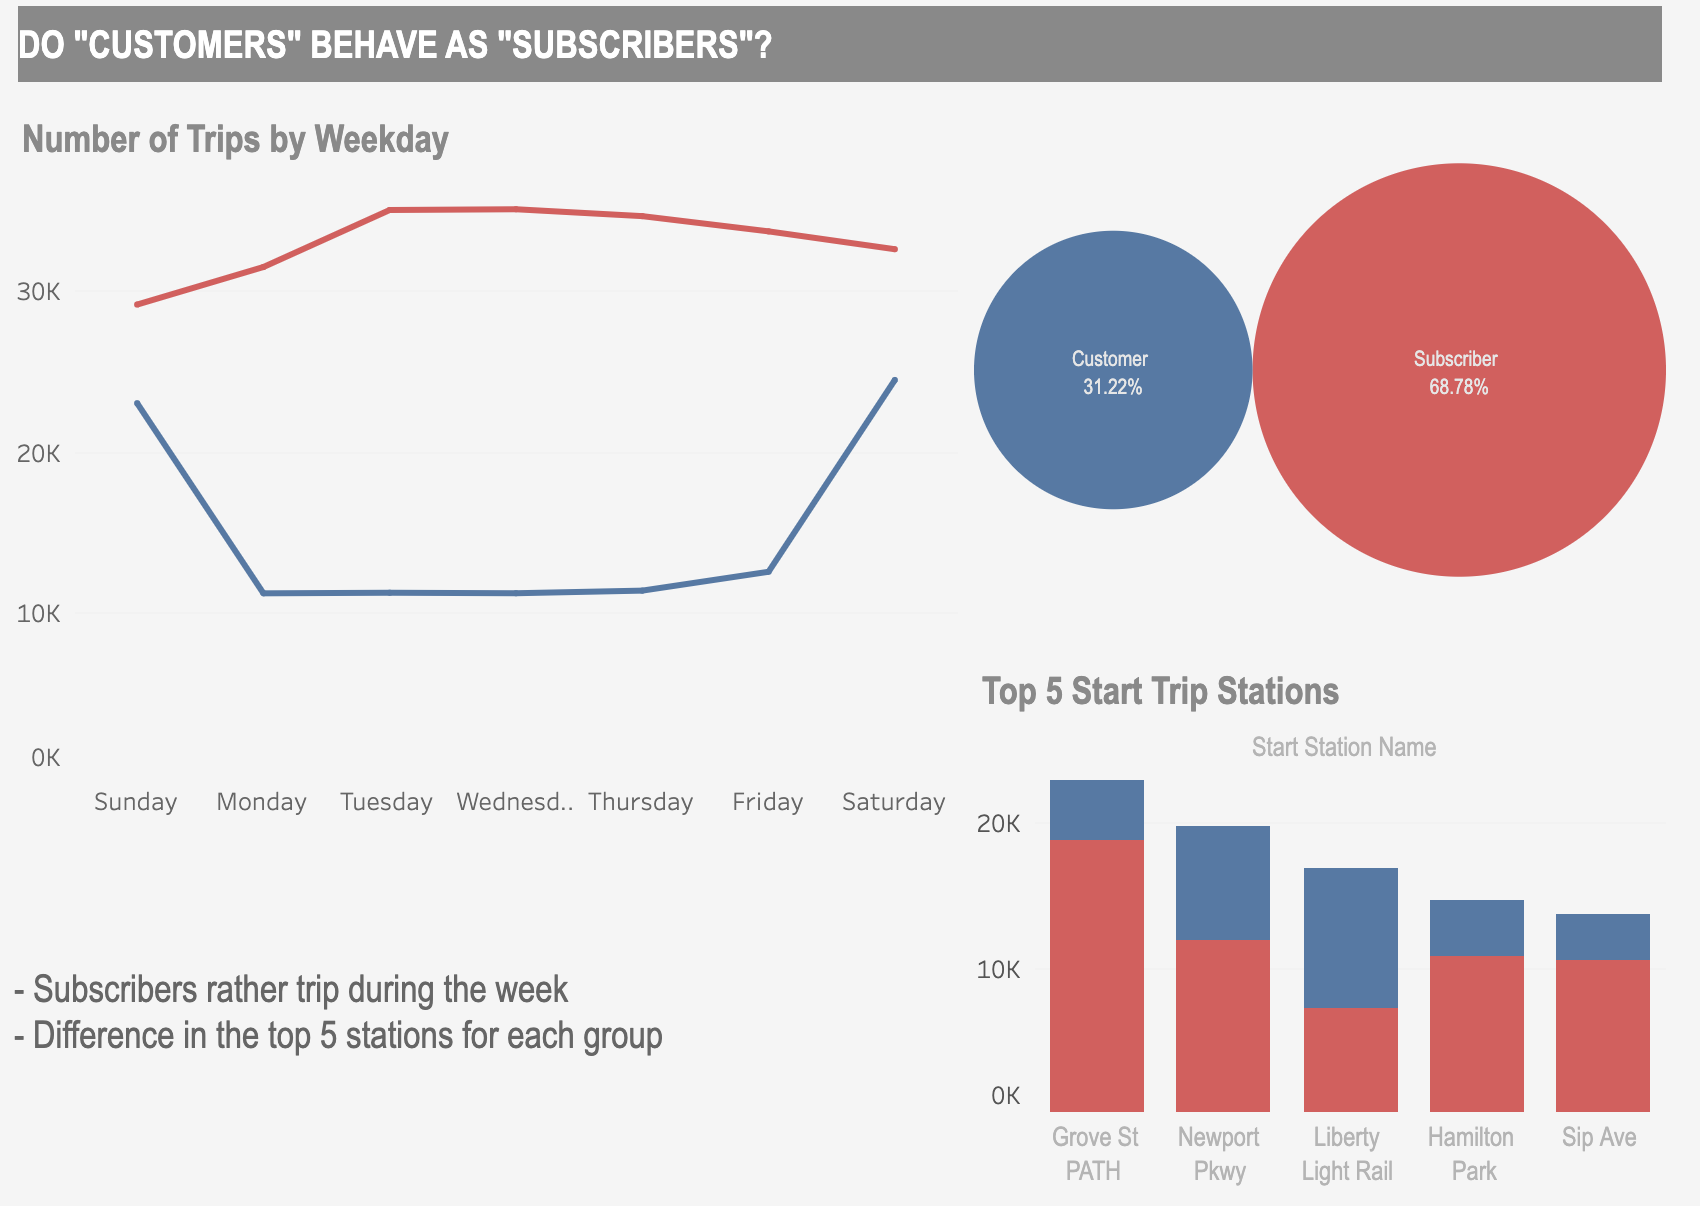 DO "CUSTOMERS" BEHAVE AS "SUBSCRIBERS"?
Number of Trips by Weekday
30K
20K
10K
0K
Sunday Monday Tuesday Wednesd.. Thursday Friday Saturday
Customer
31.22%
Subscriber
68.78%
Top 5 Start Trip Stations
Start Station Name
20K
10K
0K
Grove St Newport Liberty Hamilton Sip Ave
PATH Pkwy Light Rail Park
- Subscribers rather trip during the week
- Difference in the top 5 stations for each group